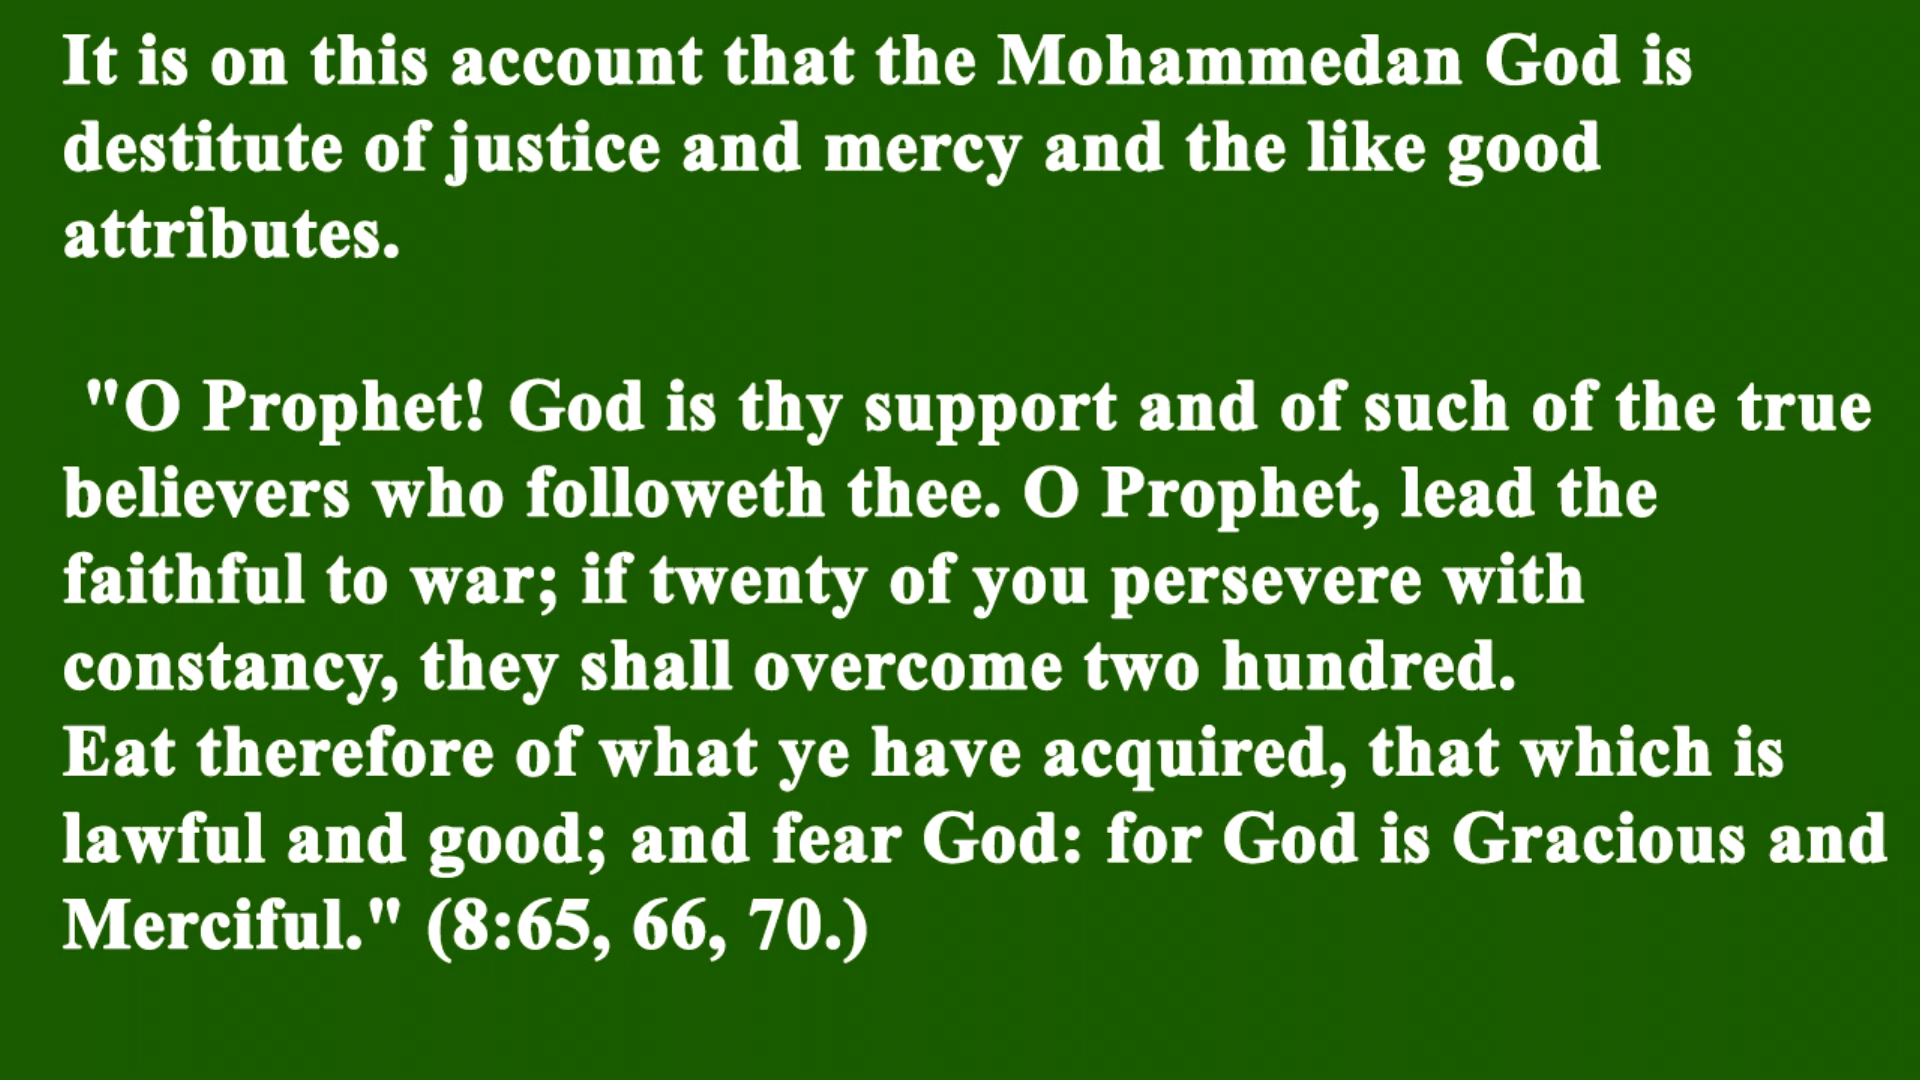 It is on this account that the Mohammedan God is
destitute of justice and mercy and the like good
attributes.
"O Prophet! God is thy support and of such of the true
believers who followeth thee. O Prophet, lead the
faithful to war; if twenty of you persevere with
constancy, they shall overcome two hundred.
Eat therefore of what ye have acquired, that which is
lawful and good; and fear God: for God is Gracious and
Merciful." (8:65, 66, 70.)